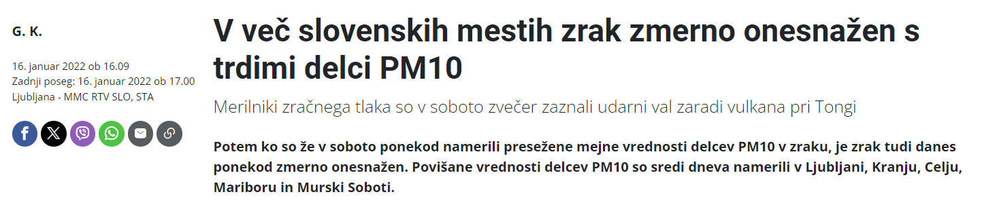 G. K.
16. januar 2022 ob 16.09
Zadnji poseg: 16. januar 2022 ob 17.00
Ljubljana - MMC RTV SLO, STA
V več slovenskih mestih zrak zmerno onesnažen s
trdimi delci PM10
Merilniki zračnega tlaka so v soboto zvečer zaznali udarni val zaradi vulkana pri Tongi
Potem ko so že v soboto ponekod namerili presežene mejne vrednosti delcev PM10 v zraku, je zrak tudi danes
ponekod zmerno onesnažen. Povišane vrednosti delcev PM10 so sredi dneva namerili v Ljubljani, Kranju, Celju,
Mariboru in Murski Soboti.